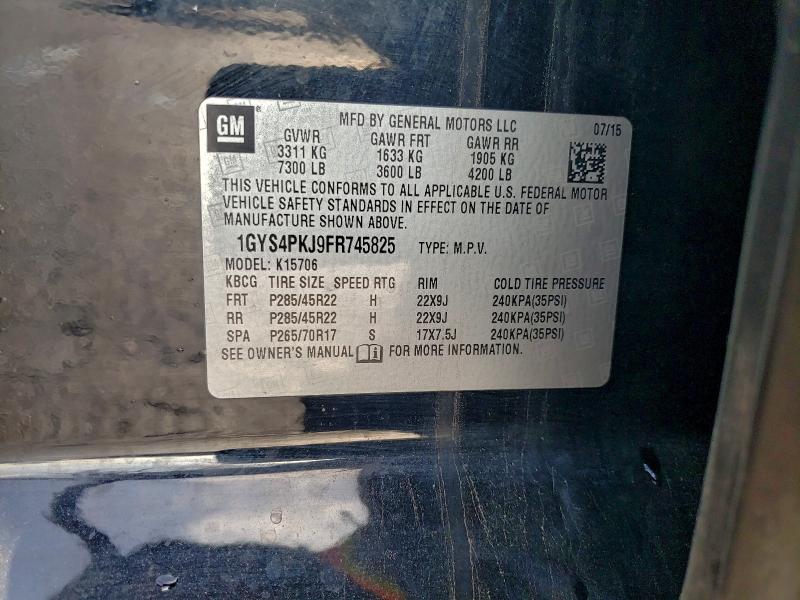 GM MFD BY GENERAL MOTORS LLC 07/15
GVWR GAWR FRT GAWR RR
3311 KG 1633 KG 1905 KG
7300 LB 3600 LB 4200 LB
THIS VEHICLE CONFORMS TO ALL APPLICABLE U.S. FEDERAL MOTOR
VEHICLE SAFETY STANDARDS IN EFFECT ON THE DATE OF
MANUFACTURE SHOWN ABOVE.
1GYS4PKJ9FR745825 TYPE: M.P.V.
MODEL: K15706
KBCG TIRE SIZE SPEED RTG RIM COLD TIRE PRESSURE
FRT P285/45R22 H 22X9J 240KPA(35PSI)
RR P285/45R22 H 22X9J 240KPA(35PSI)
SPA P265/70R17 S 17X7.5J 240KPA(35PSI)
SEE OWNER'S MANUAL FOR MORE INFORMATION.